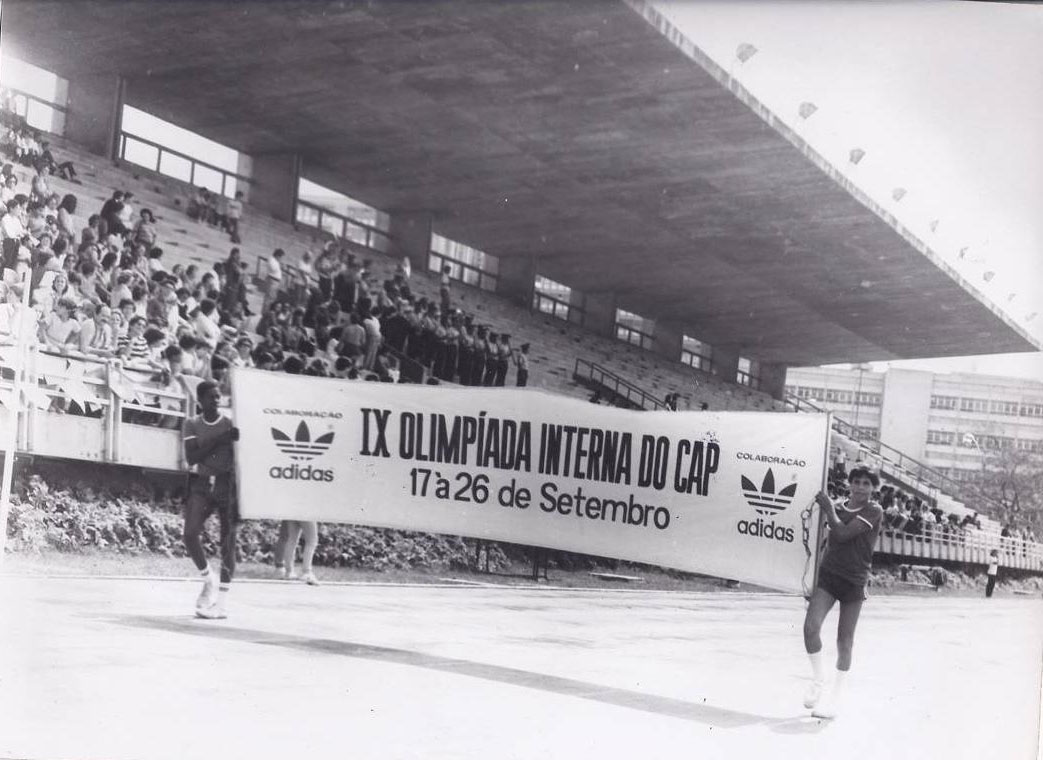 COLABORAÇÃO
adidas
IX OLIMPÍADA INTERNA DO CAP
17 à 26 de Setembro
COLABORAÇÃO
adidas